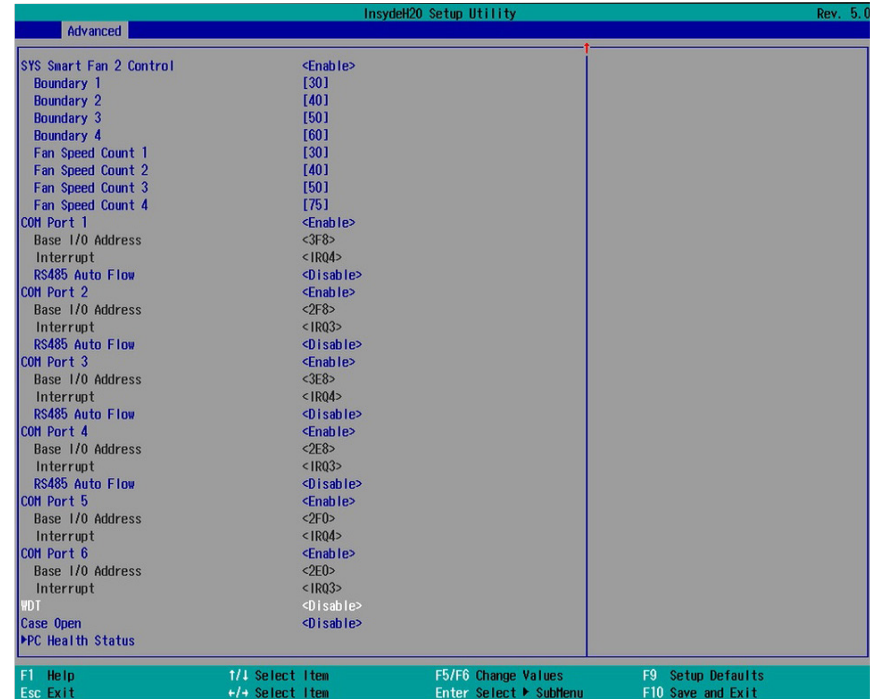 InsydeH20 Setup Utility Rev. 5.0
Advanced
SYS Smart Fan 2 Control <Enable>
Boundary 1 [30]
Boundary 2 [40]
Boundary 3 [50]
Boundary 4 [60]
Fan Speed Count 1 [30]
Fan Speed Count 2 [40]
Fan Speed Count 3 [50]
Fan Speed Count 4 [75]
COM Port 1 <Enable>
Base I/O Address <3F8>
Interrupt <IRQ4>
RS485 Auto Flow <Disable>
COM Port 2 <Enable>
Base I/O Address <2F8>
Interrupt <IRQ3>
RS485 Auto Flow <Disable>
COM Port 3 <Enable>
Base I/O Address <3E8>
Interrupt <IRQ4>
RS485 Auto Flow <Disable>
COM Port 4 <Enable>
Base I/O Address <2E8>
Interrupt <IRQ3>
RS485 Auto Flow <Disable>
COM Port 5 <Enable>
Base I/O Address <2F0>
Interrupt <IRQ4>
COM Port 6 <Enable>
Base I/O Address <2E0>
Interrupt <IRQ3>
WDT <Disable>
Case Open <Disable>
▶PC Health Status
F1 Help ↑/↓ Select Item F5/F6 Change Values F9 Setup Defaults
Esc Exit ←/→ Select Item Enter Select ▶ SubMenu F10 Save and Exit